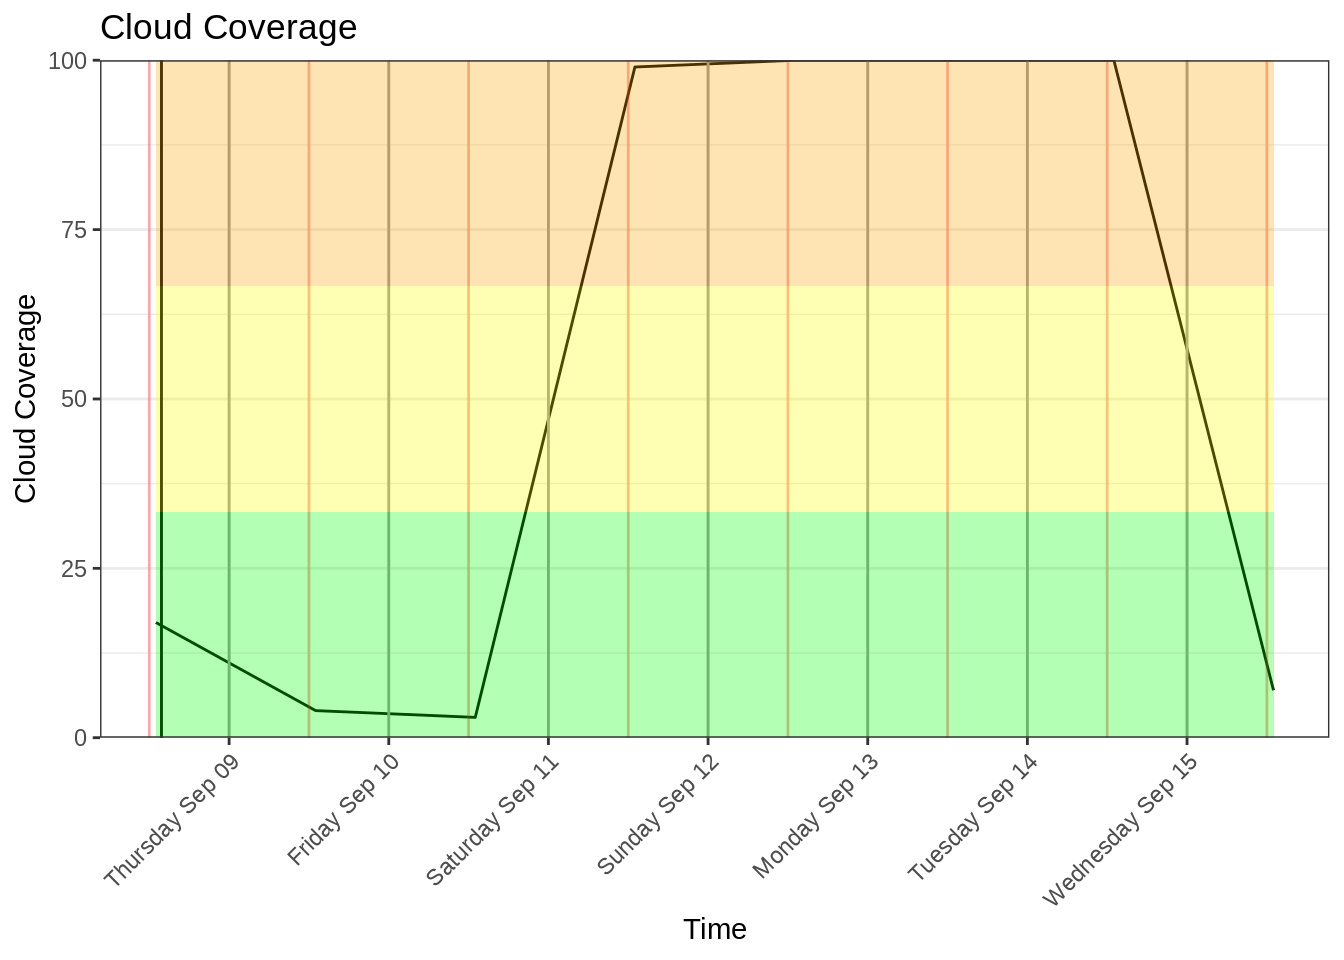 Cloud Coverage
100
75
50
25
0
Cloud Coverage
Thursday Sep 09
Friday Sep 10
Saturday Sep 11
Sunday Sep 12
Monday Sep 13
Tuesday Sep 14
Wednesday Sep 15
Time